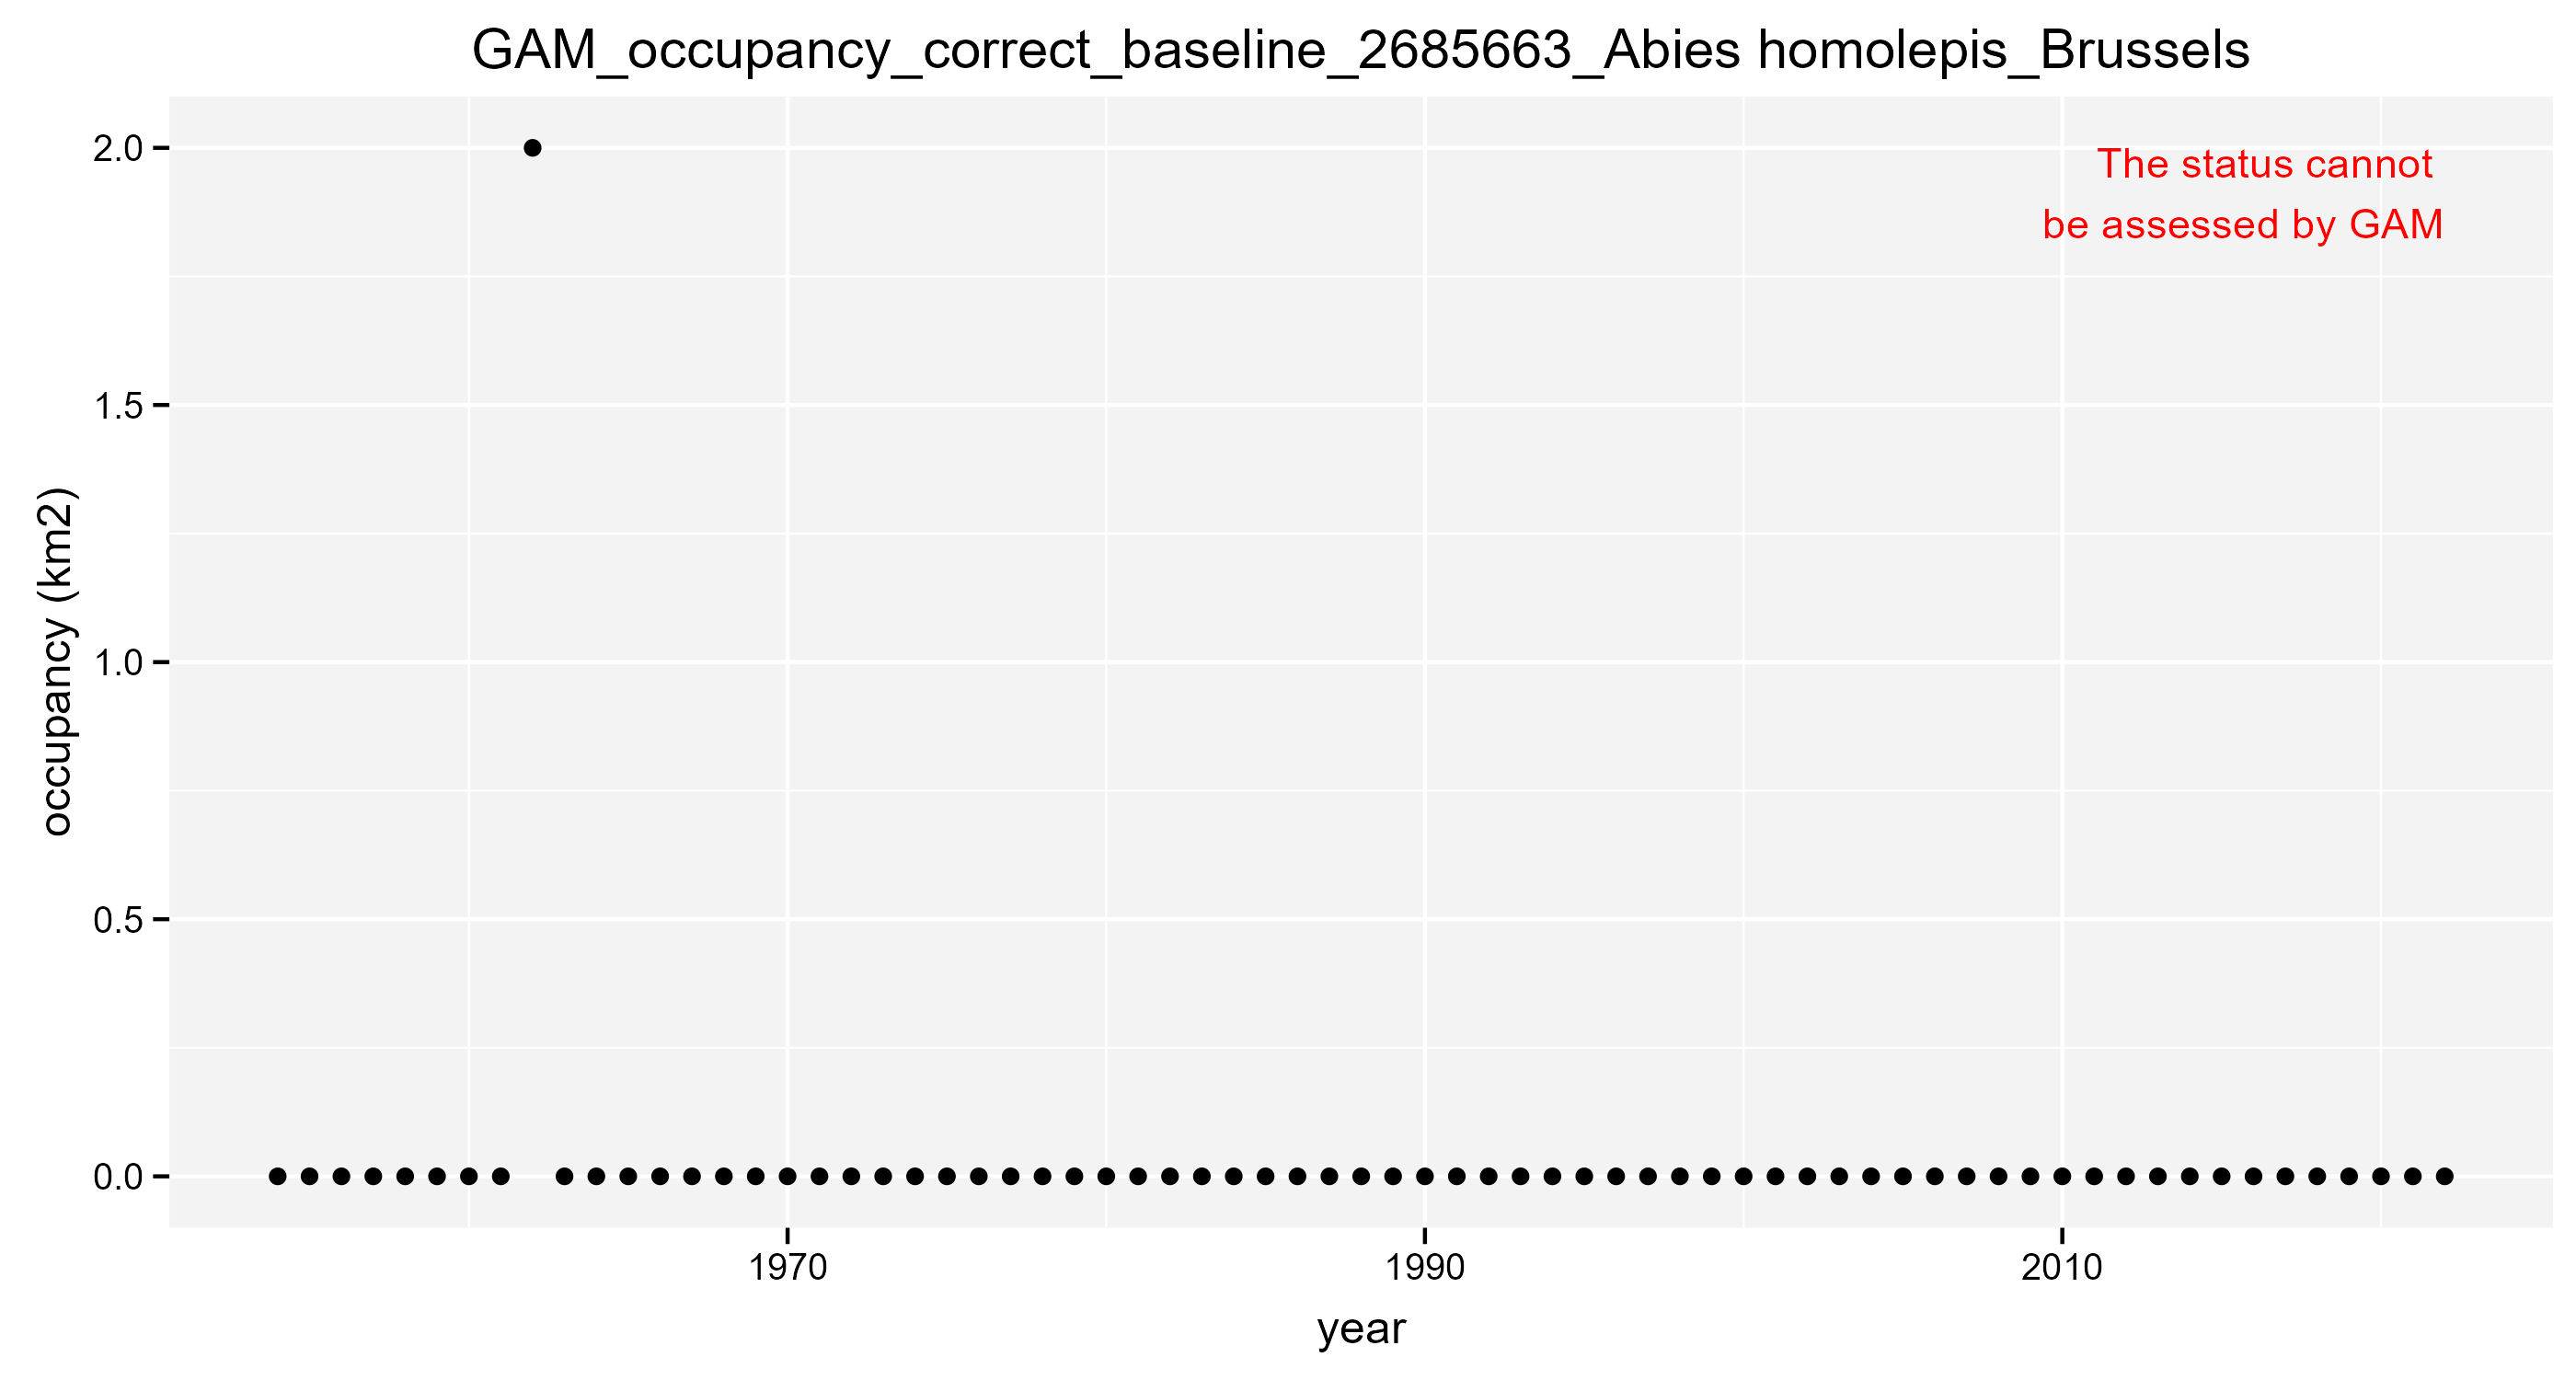 GAM_occupancy_correct_baseline_2685663_Abies homolepis_Brussels
The status cannot
be assessed by GAM
occupancy (km2)
2.0
1.5
1.0
0.5
0.0
1970
1990
2010
year